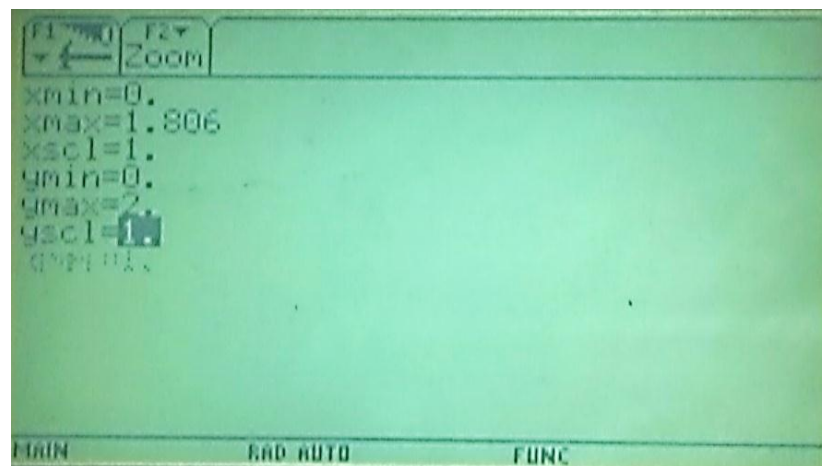 F1 F2▼
Zoom
xmin=0.
xmax=1.806
xscl=1.
ymin=0.
ymax=2.
yscl=1.
MAIN RAD AUTO FUNC